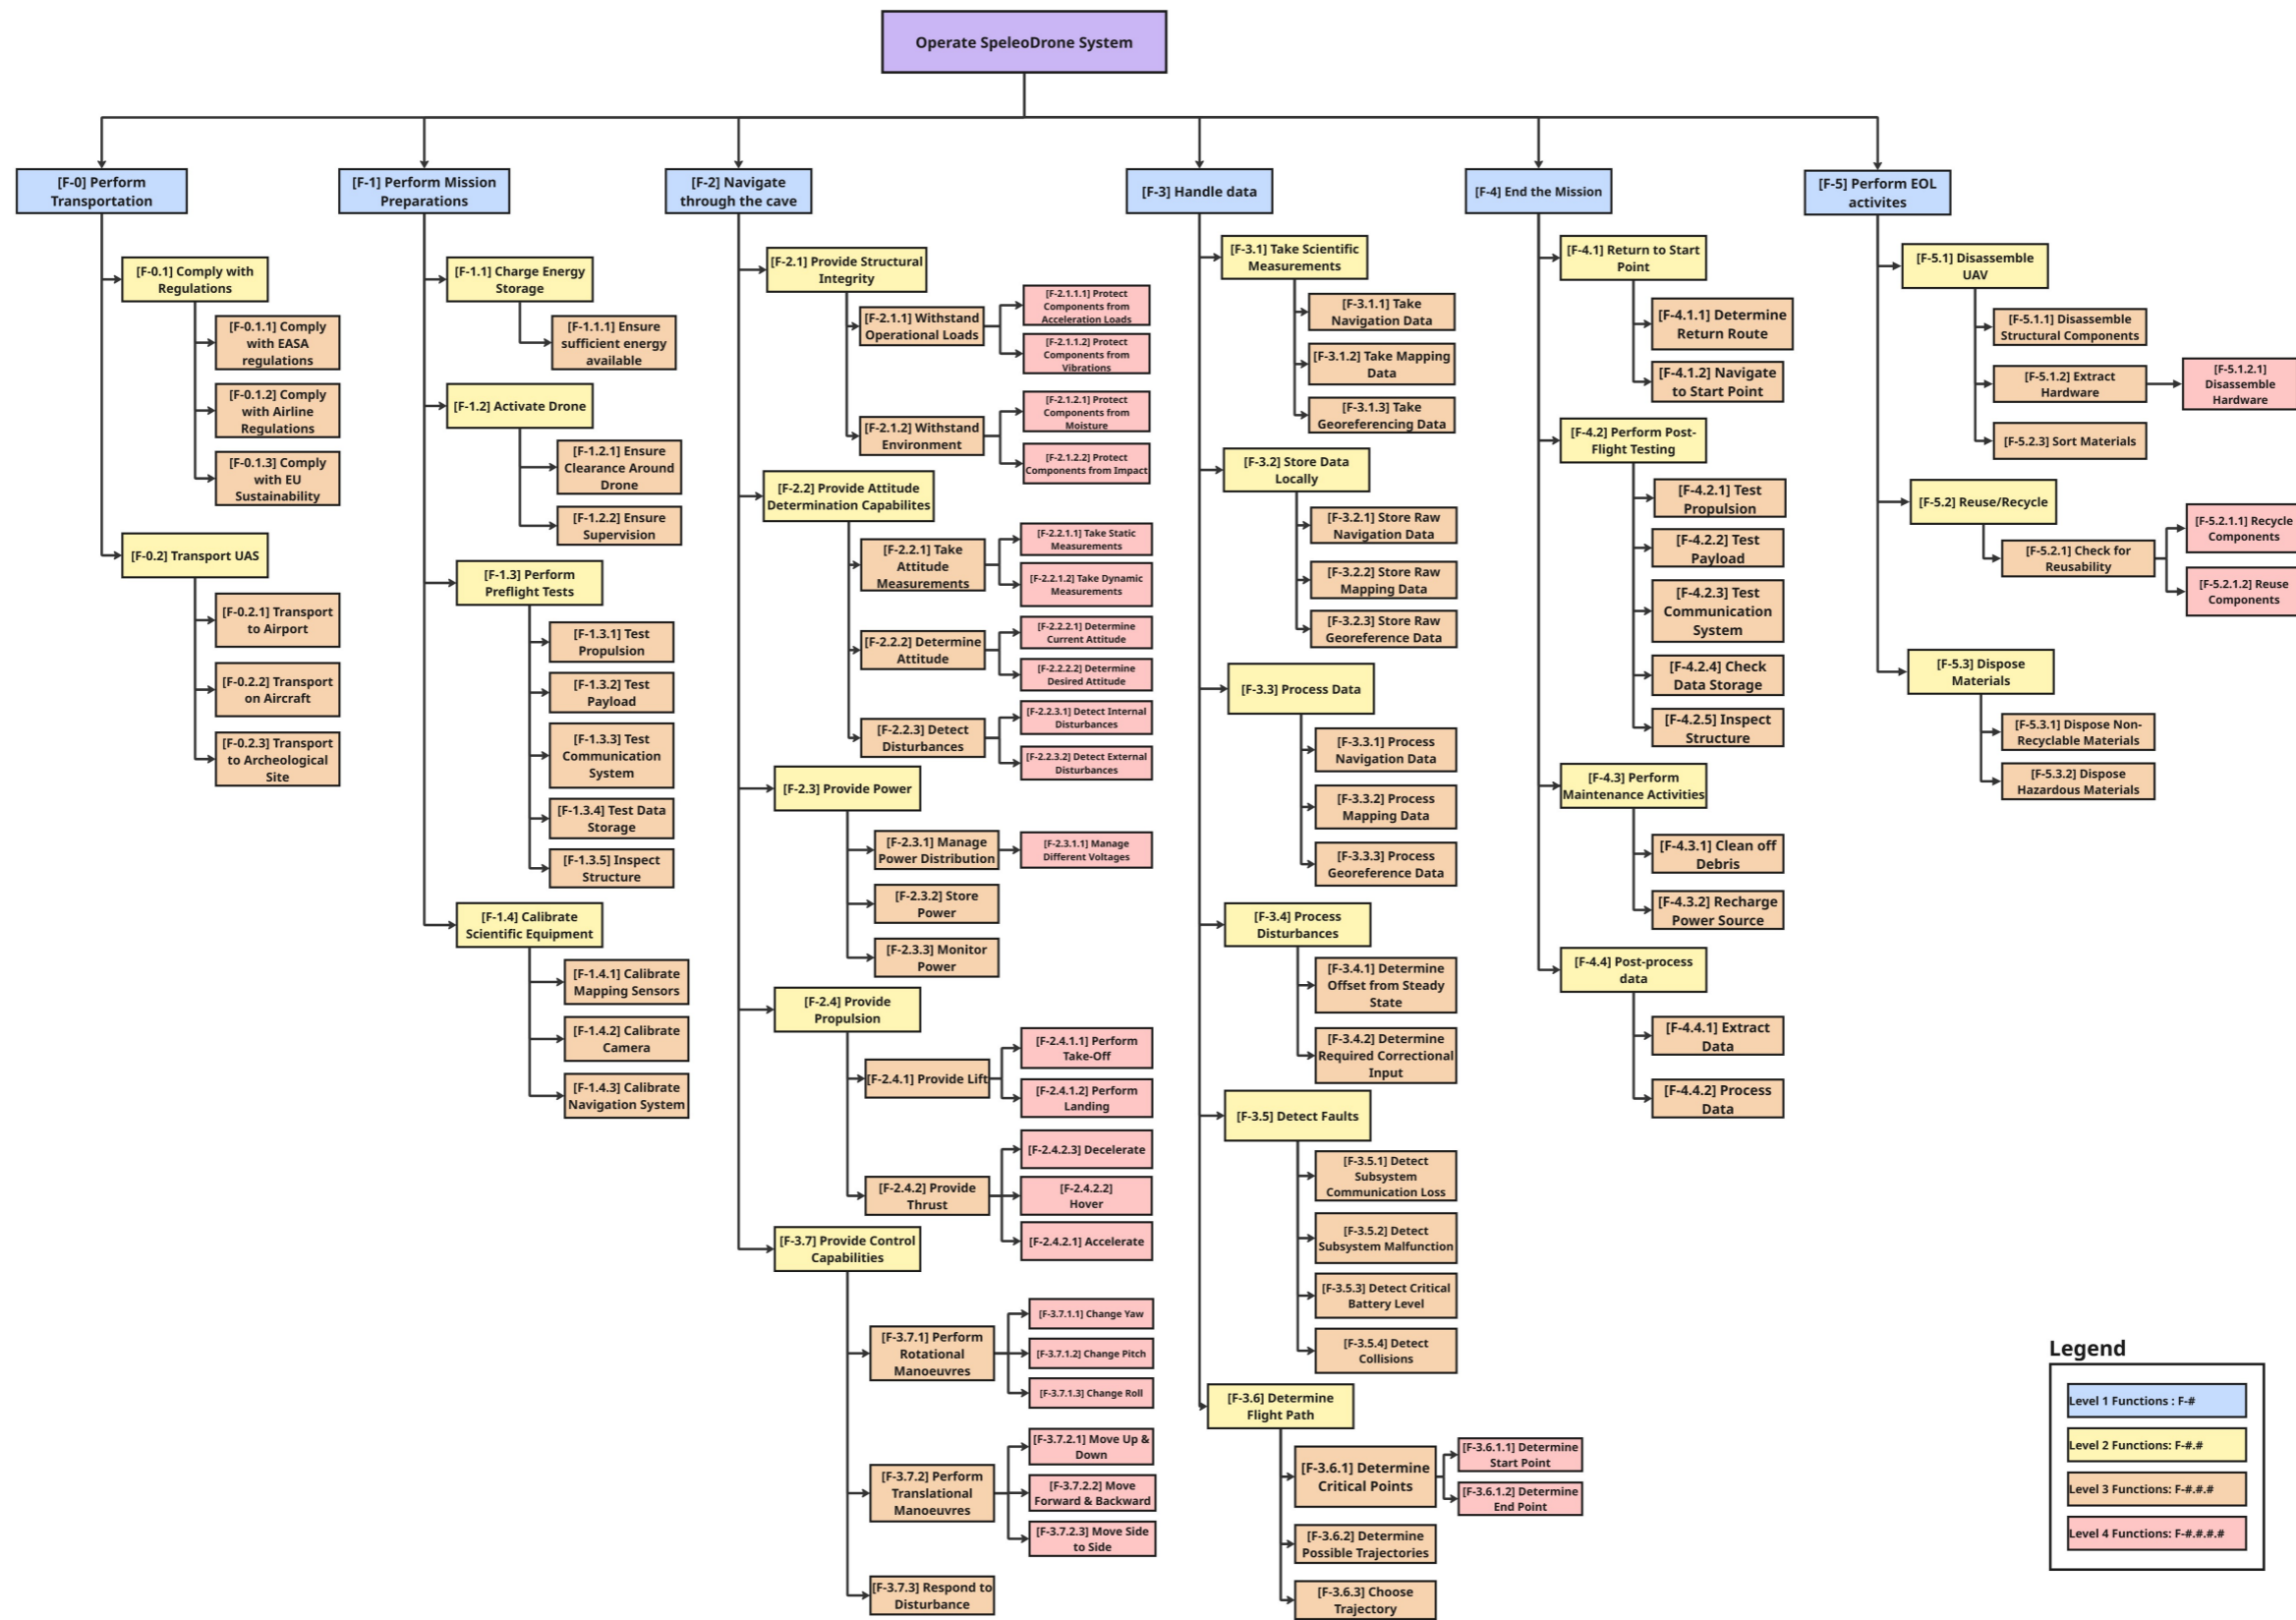 Operate SpeleoDrone System
[F-0] Perform
Transportation
[F-0.1] Comply with
Regulations
[F-0.1.1] Comply
with EASA
regulations
[F-0.1.2] Comply
with Airline
Regulations
[F-0.1.3] Comply
with EU
Sustainability
[F-0.2] Transport UAS
[F-0.2.1] Transport
to Airport
[F-0.2.2] Transport
on Aircraft
[F-0.2.3] Transport
to Archeological
Site
[F-1] Perform Mission
Preparations
[F-1.1] Charge Energy
Storage
[F-1.1.1] Ensure
sufficient energy
available
[F-1.2] Activate Drone
[F-1.2.1] Ensure
Clearance Around
Drone
[F-1.2.2] Ensure
Supervision
[F-1.3] Perform
Preflight Tests
[F-1.3.1] Test
Propulsion
[F-1.3.2] Test
Payload
[F-1.3.3] Test
Communication
System
[F-1.3.4] Test Data
Storage
[F-1.3.5] Inspect
Structure
[F-1.4] Calibrate
Scientific Equipment
[F-1.4.1] Calibrate
Mapping Sensors
[F-1.4.2] Calibrate
Camera
[F-1.4.3] Calibrate
Navigation System
[F-2] Navigate
through the cave
[F-2.1] Provide Structural
Integrity
[F-2.1.1] Withstand
Operational Loads
[F-2.1.1.1] Protect
Components from
Acceleration Loads
[F-2.1.1.2] Protect
Components from
Vibrations
[F-2.1.2] Withstand
Environment
[F-2.1.2.1] Protect
Components from
Moisture
[F-2.1.2.2] Protect
Components from Impact
[F-2.2] Provide Attitude
Determination Capabilites
[F-2.2.1] Take
Attitude
Measurements
[F-2.2.1.1] Take Static
Measurements
[F-2.2.1.2] Take Dynamic
Measurements
[F-2.2.2] Determine
Attitude
[F-2.2.2.1] Determine
Current Attitude
[F-2.2.2.2] Determine
Desired Attitude
[F-2.2.3] Detect
Disturbances
[F-2.2.3.1] Detect Internal
Disturbances
[F-2.2.3.2] Detect External
Disturbances
[F-2.3] Provide Power
[F-2.3.1] Manage
Power Distribution
[F-2.3.1.1] Manage
Different Voltages
[F-2.3.2] Store
Power
[F-2.3.3] Monitor
Power
[F-2.4] Provide
Propulsion
[F-2.4.1] Provide Lift
[F-2.4.1.1] Perform
Take-Off
[F-2.4.1.2] Perform
Landing
[F-2.4.2] Provide
Thrust
[F-2.4.2.3] Decelerate
[F-2.4.2.2]
Hover
[F-2.4.2.1] Accelerate
[F-3.7] Provide Control
Capabilities
[F-3.7.1] Perform
Rotational
Manoeuvres
[F-3.7.1.1] Change Yaw
[F-3.7.1.2] Change Pitch
[F-3.7.1.3] Change Roll
[F-3.7.2] Perform
Translational
Manoeuvres
[F-3.7.2.1] Move Up &
Down
[F-3.7.2.2] Move
Forward & Backward
[F-3.7.2.3] Move Side
to Side
[F-3.7.3] Respond to
Disturbance
[F-3] Handle data
[F-3.1] Take Scientific
Measurements
[F-3.1.1] Take
Navigation Data
[F-3.1.2] Take Mapping
Data
[F-3.1.3] Take
Georeferencing Data
[F-3.2] Store Data
Locally
[F-3.2.1] Store Raw
Navigation Data
[F-3.2.2] Store Raw
Mapping Data
[F-3.2.3] Store Raw
Georeference Data
[F-3.3] Process Data
[F-3.3.1] Process
Navigation Data
[F-3.3.2] Process
Mapping Data
[F-3.3.3] Process
Georeference Data
[F-3.4] Process
Disturbances
[F-3.4.1] Determine
Offset from Steady
State
[F-3.4.2] Determine
Required Correctional
Input
[F-3.5] Detect Faults
[F-3.5.1] Detect
Subsystem
Communication Loss
[F-3.5.2] Detect
Subsystem Malfunction
[F-3.5.3] Detect Critical
Battery Level
[F-3.5.4] Detect
Collisions
[F-3.6] Determine
Flight Path
[F-3.6.1] Determine
Critical Points
[F-3.6.1.1] Determine
Start Point
[F-3.6.1.2] Determine
End Point
[F-3.6.2] Determine
Possible Trajectories
[F-3.6.3] Choose
Trajectory
[F-4] End the Mission
[F-4.1] Return to Start
Point
[F-4.1.1] Determine
Return Route
[F-4.1.2] Navigate
to Start Point
[F-4.2] Perform Post-
Flight Testing
[F-4.2.1] Test
Propulsion
[F-4.2.2] Test
Payload
[F-4.2.3] Test
Communication
System
[F-4.2.4] Check
Data Storage
[F-4.2.5] Inspect
Structure
[F-4.3] Perform
Maintenance Activities
[F-4.3.1] Clean off
Debris
[F-4.3.2] Recharge
Power Source
[F-4.4] Post-process
data
[F-4.4.1] Extract
Data
[F-4.4.2] Process
Data
[F-5] Perform EOL
activites
[F-5.1] Disassemble
UAV
[F-5.1.1] Disassemble
Structural Components
[F-5.1.2] Extract
Hardware
[F-5.1.2.1]
Disassemble
Hardware
[F-5.2.3] Sort Materials
[F-5.2] Reuse/Recycle
[F-5.2.1] Check for
Reusability
[F-5.2.1.1] Recycle
Components
[F-5.2.1.2] Reuse
Components
[F-5.3] Dispose
Materials
[F-5.3.1] Dispose Non-
Recyclable Materials
[F-5.3.2] Dispose
Hazardous Materials
Legend
Level 1 Functions : F-#
Level 2 Functions: F-#.#
Level 3 Functions: F-#.#.#
Level 4 Functions: F-#.#.#.#